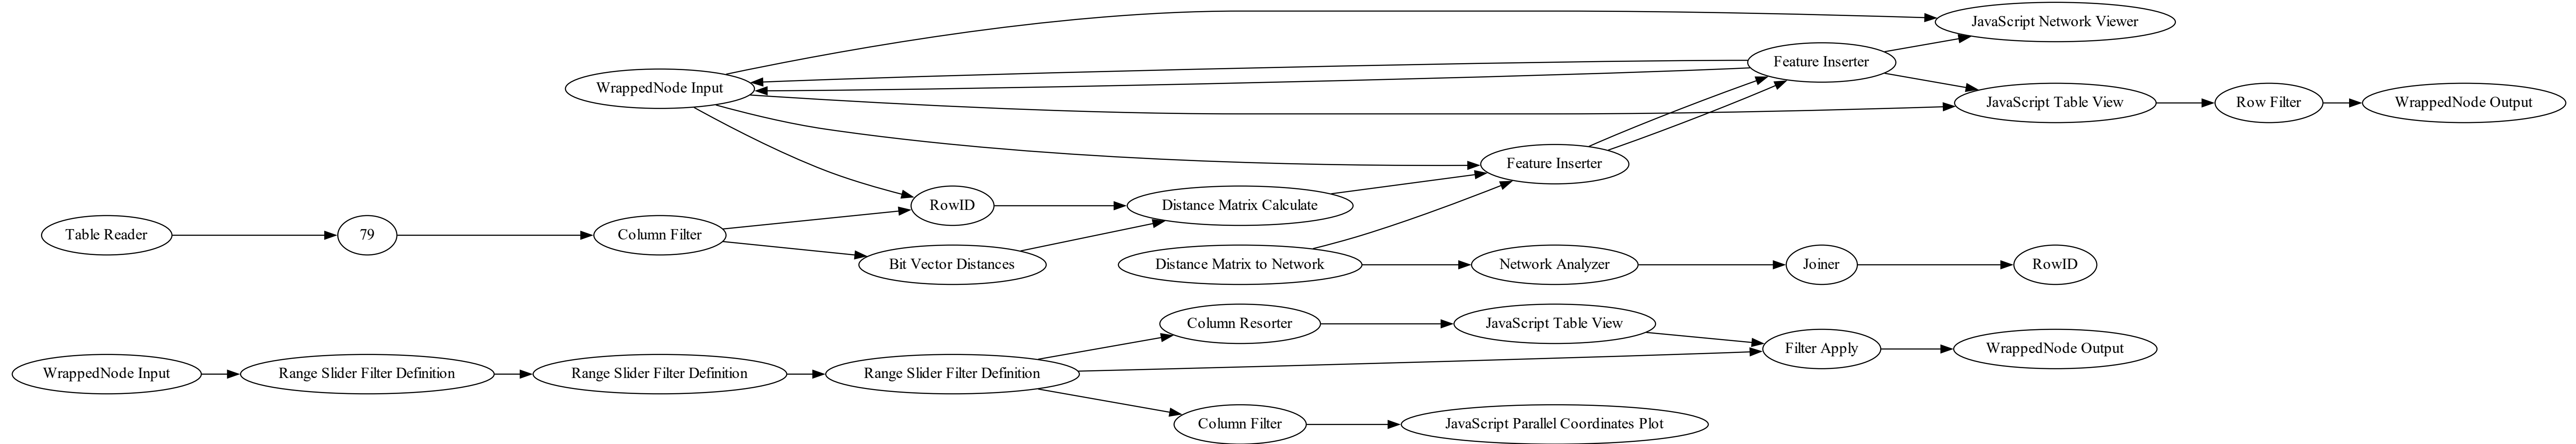 JavaScript Network Viewer
Feature Inserter
WrappedNode Input
JavaScript Table View
Row Filter
WrappedNode Output
Feature Inserter
RowID
Distance Matrix Calculate
Table Reader
79
Column Filter
Bit Vector Distances
Distance Matrix to Network
Network Analyzer
Joiner
RowID
Column Resorter
JavaScript Table View
Filter Apply
WrappedNode Output
WrappedNode Input
Range Slider Filter Definition
Range Slider Filter Definition
Range Slider Filter Definition
Column Filter
JavaScript Parallel Coordinates Plot